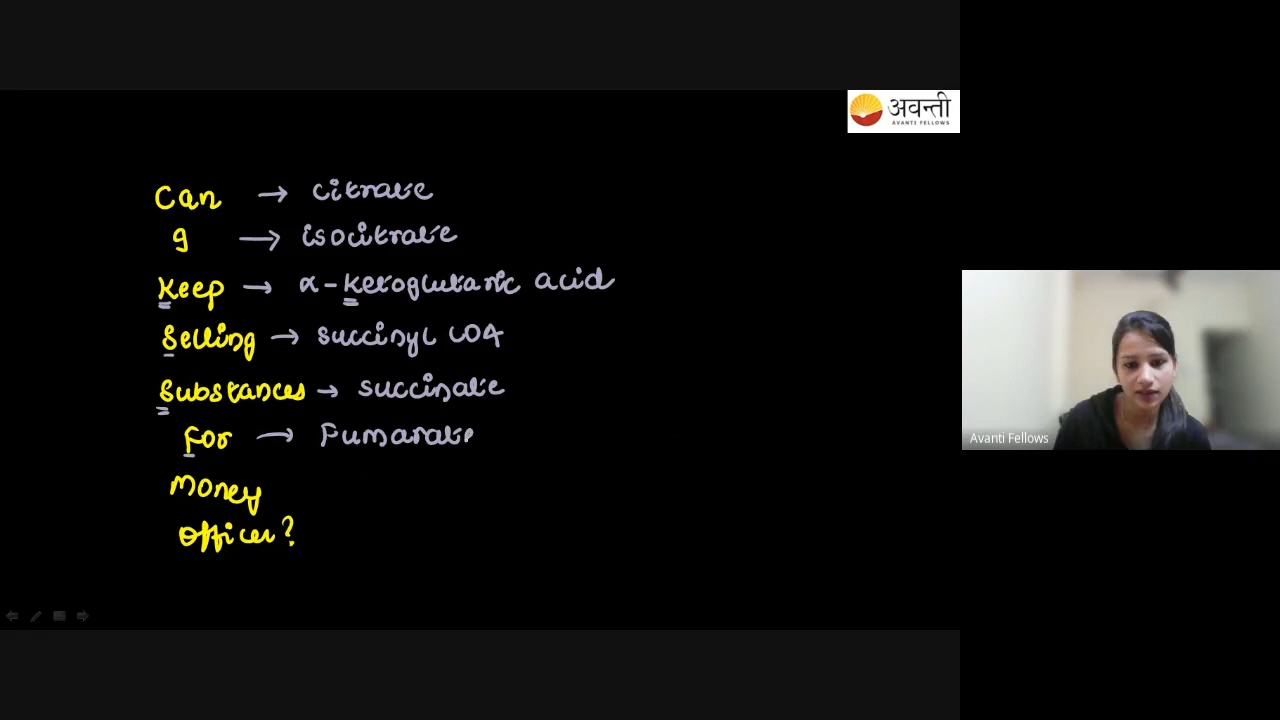 अवन्ती
AVANTI FELLOWS
Can → citrate
I → isocitrate
Keep → α-ketoglutaric acid
Selling → succinyl COA
Substances → succinate
For → Fumarate
Money
Officer?
Avanti Fellows